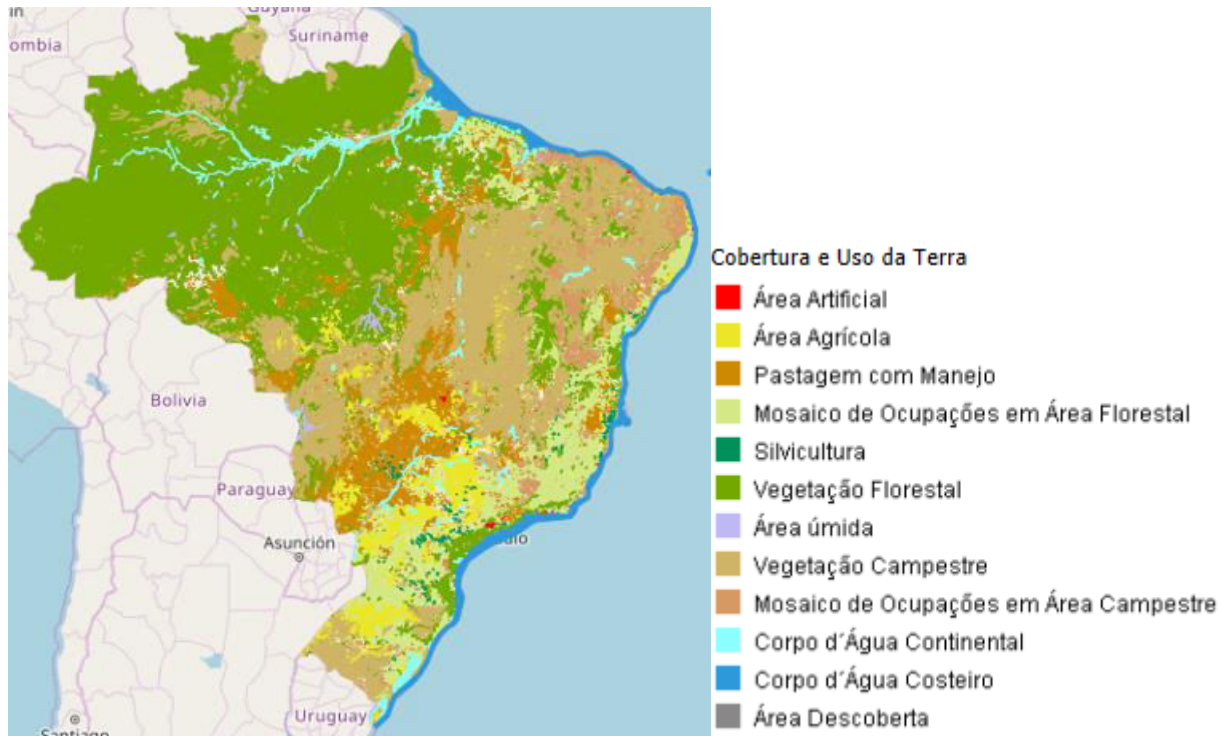 Guyana
Suriname
ombia
Bolivia
Paraguay
Asunción
Uruguay
Santiago
Cobertura e Uso da Terra
Área Artificial
Área Agrícola
Pastagem com Manejo
Mosaico de Ocupações em Área Florestal
Silvicultura
Vegetação Florestal
Área úmida
Vegetação Campestre
Mosaico de Ocupações em Área Campestre
Corpo d´Água Continental
Corpo d´Água Costeiro
Área Descoberta